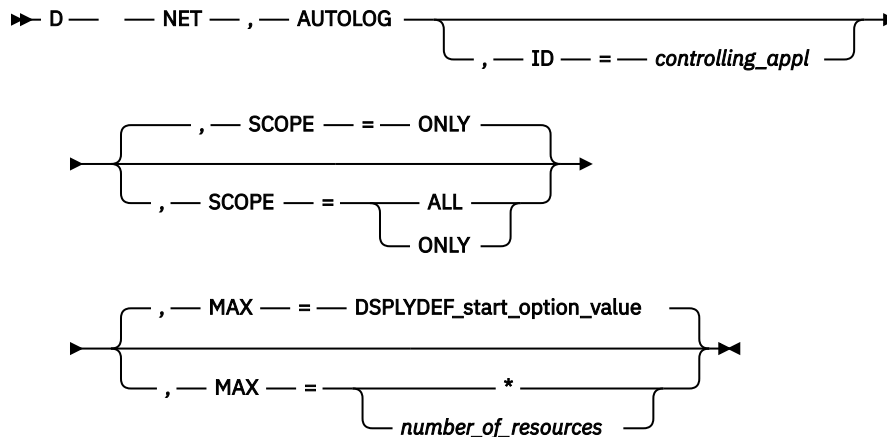 D NET , AUTOLOG
, ID = controlling_appl
, SCOPE = ONLY
, SCOPE = ALL
ONLY
, MAX = DSPLYDEF_start_option_value
, MAX = *
number_of_resources